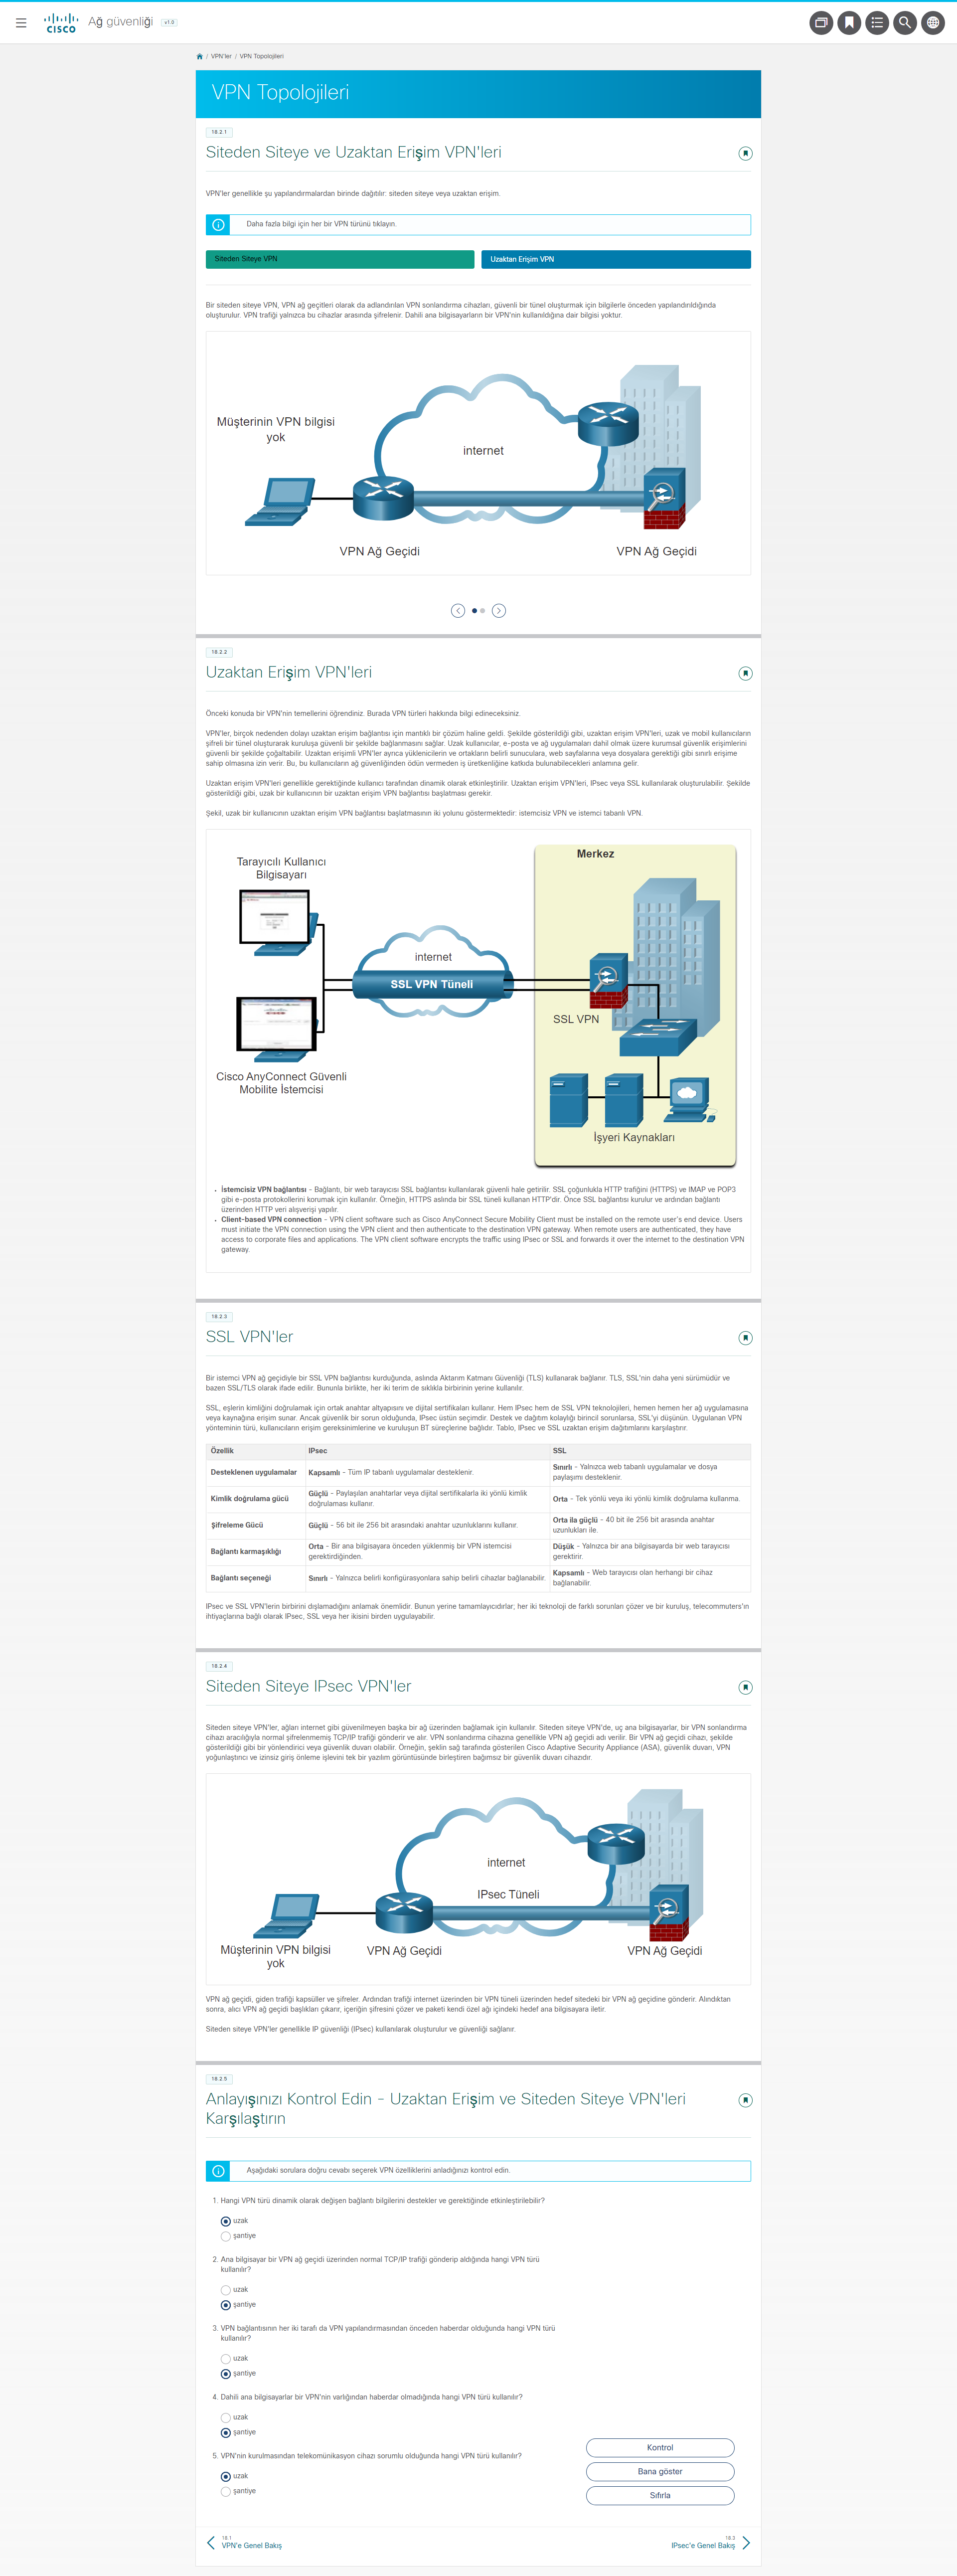 CISCO
Ağ güvenliği
v1.0
/ VPN'ler / VPN Topolojileri
VPN Topolojileri
18.2.1
Siteden Siteye ve Uzaktan Erişim VPN'leri
VPN'ler genellikle şu yapılandırmalardan birinde dağıtılır: siteden siteye veya uzaktan erişim.
Daha fazla bilgi için her bir VPN türünü tıklayın.
Siteden Siteye VPN
Uzaktan Erişim VPN
Bir siteden siteye VPN, VPN ağ geçitleri olarak da adlandırılan VPN sonlandırma cihazları, güvenli bir tünel oluşturmak için bilgilerle önceden yapılandırıldığında
oluşturulur. VPN trafiği yalnızca bu cihazlar arasında şifrelenir. Dahili ana bilgisayarların bir VPN'nin kullanıldığına dair bilgisi yoktur.
Müşterinin VPN bilgisi
yok
internet
VPN Ağ Geçidi
VPN Ağ Geçidi
18.2.2
Uzaktan Erişim VPN'leri
Önceki konuda bir VPN'nin temellerini öğrendiniz. Burada VPN türleri hakkında bilgi edineceksiniz.
VPN'ler, birçok nedenden dolayı uzaktan erişim bağlantısı için mantıklı bir çözüm haline geldi. Şekilde gösterildiği gibi, uzaktan erişim VPN'leri, uzak ve mobil kullanıcıların
şifreli bir tünel oluşturarak kuruluşa güvenli bir şekilde bağlanmasını sağlar. Uzak kullanıcılar, e-posta ve ağ uygulamaları dahil olmak üzere kurumsal güvenlik erişimlerini
güvenli bir şekilde çoğaltabilir. Uzaktan erişimli VPN'ler ayrıca yüklenicilerin ve ortakların belirli sunuculara, web sayfalarına veya dosyalara gerektiği gibi sınırlı erişime
sahip olmasına izin verir. Bu, bu kullanıcıların ağ güvenliğinden ödün vermeden iş üretkenliğine katkıda bulunabilecekleri anlamına gelir.
Uzaktan erişim VPN'leri genellikle gerektiğinde kullanıcı tarafından dinamik olarak etkinleştirilir. Uzaktan erişim VPN'leri, IPsec veya SSL kullanılarak oluşturulabilir. Şekilde
gösterildiği gibi, uzak bir kullanıcının bir uzaktan erişim VPN bağlantısı başlatması gerekir.
Şekil, uzak bir kullanıcının uzaktan erişim VPN bağlantısı başlatmasının iki yolunu göstermektedir: istemcisiz VPN ve istemci tabanlı VPN.
Merkez
Tarayıcılı Kullanıcı
Bilgisayarı
internet
SSL VPN Tüneli
SSL VPN
Cisco AnyConnect Güvenli
Mobilite İstemcisi
İşyeri Kaynakları
• İstemcisiz VPN bağlantısı - Bağlantı, bir web tarayıcısı SSL bağlantısı kullanılarak güvenli hale getirilir. SSL çoğunlukla HTTP trafiğini (HTTPS) ve IMAP ve POP3
gibi e-posta protokollerini korumak için kullanılır. Örneğin, HTTPS aslında bir SSL tüneli kullanan HTTP'dir. Önce SSL bağlantısı kurulur ve ardından bağlantı
üzerinden HTTP veri alışverişi yapılır.
• Client-based VPN connection - VPN client software such as Cisco AnyConnect Secure Mobility Client must be installed on the remote user's end device. Users
must initiate the VPN connection using the VPN client and then authenticate to the destination VPN gateway. When remote users are authenticated, they have
access to corporate files and applications. The VPN client software encrypts the traffic using IPsec or SSL and forwards it over the internet to the destination VPN
gateway.
18.2.3
SSL VPN'ler
Bir istemci VPN ağ geçidiyle bir SSL VPN bağlantısı kurduğunda, aslında Aktarım Katmanı Güvenliği (TLS) kullanarak bağlanır. TLS, SSL'nin daha yeni sürümüdür ve
bazen SSL/TLS olarak ifade edilir. Bununla birlikte, her iki terim de sıklıkla birbirinin yerine kullanılır.
SSL, eşlerin kimliğini doğrulamak için ortak anahtar altyapısını ve dijital sertifikaları kullanır. Hem IPsec hem de SSL VPN teknolojileri, hemen hemen her ağ uygulamasına
veya kaynağına erişim sunar. Ancak güvenlik bir sorun olduğunda, IPsec üstün seçimdir. Destek ve dağıtım kolaylığı birincil sorunlarsa, SSL'yi düşünün. Uygulanan VPN
yönteminin türü, kullanıcıların erişim gereksinimlerine ve kuruluşun BT süreçlerine bağlıdır. Tablo, IPsec ve SSL uzaktan erişim dağıtımlarını karşılaştırır.
Özellik IPsec SSL
Desteklenen uygulamalar Kapsamlı - Tüm IP tabanlı uygulamalar desteklenir. Sınırlı - Yalnızca web tabanlı uygulamalar ve dosya
paylaşımı desteklenir.
Kimlik doğrulama gücü Güçlü - Paylaşılan anahtarlar veya dijital sertifikalarla iki yönlü kimlik
doğrulaması kullanır. Orta - Tek yönlü veya iki yönlü kimlik doğrulama kullanma.
Şifreleme Gücü Güçlü - 56 bit ile 256 bit arasındaki anahtar uzunluklarını kullanır. Orta ila güçlü - 40 bit ile 256 bit arasında anahtar
uzunlukları ile.
Bağlantı karmaşıklığı Orta - Bir ana bilgisayara önceden yüklenmiş bir VPN istemcisi
gerektirdiğinden. Düşük - Yalnızca bir ana bilgisayarda bir web tarayıcısı
gerektirir.
Bağlantı seçeneği Sınırlı - Yalnızca belirli konfigürasyonlara sahip belirli cihazlar bağlanabilir. Kapsamlı - Web tarayıcısı olan herhangi bir cihaz
bağlanabilir.
IPsec ve SSL VPN'lerin birbirini dışlamadığını anlamak önemlidir. Bunun yerine tamamlayıcıdırlar; her iki teknoloji de farklı sorunları çözer ve bir kuruluş, telecommuters'ın
ihtiyaçlarına bağlı olarak IPsec, SSL veya her ikisini birden uygulayabilir.
18.2.4
Siteden Siteye IPsec VPN'ler
Siteden siteye VPN'ler, ağları internet gibi güvenilmeyen başka bir ağ üzerinden bağlamak için kullanılır. Siteden siteye VPN'de, uç ana bilgisayarlar, bir VPN sonlandırma
cihazı aracılığıyla normal şifrelenmemiş TCP/IP trafiği gönderir ve alır. VPN sonlandırma cihazına genellikle VPN ağ geçidi adı verilir. Bir VPN ağ geçidi cihazı, şekilde
gösterildiği gibi bir yönlendirici veya güvenlik duvarı olabilir. Örneğin, şeklin sağ tarafında gösterilen Cisco Adaptive Security Appliance (ASA), güvenlik duvarı, VPN
yoğunlaştırıcı ve izinsiz giriş önleme işlevini tek bir yazılım görüntüsünde birleştiren bağımsız bir güvenlik duvarı cihazıdır.
internet
IPsec Tüneli
Müşterinin VPN bilgisi
yok
VPN Ağ Geçidi
VPN Ağ Geçidi
VPN ağ geçidi, giden trafiği kapsüller ve şifreler. Ardından trafiği internet üzerinden bir VPN tüneli üzerinden hedef sitedeki bir VPN ağ geçidine gönderir. Alındıktan
sonra, alıcı VPN ağ geçidi başlıkları çıkarır, içeriğin şifresini çözer ve paketi kendi özel ağı içindeki hedef ana bilgisayara iletir.
Siteden siteye VPN'ler genellikle IP güvenliği (IPsec) kullanılarak oluşturulur ve güvenliği sağlanır.
18.2.5
Anlayışınızı Kontrol Edin - Uzaktan Erişim ve Siteden Siteye VPN'leri
Karşılaştırın
Aşağıdaki sorulara doğru cevabı seçerek VPN özelliklerini anladığınızı kontrol edin.
1. Hangi VPN türü dinamik olarak değişen bağlantı bilgilerini destekler ve gerektiğinde etkinleştirilebilir?
uzak
şantiye
2. Ana bilgisayar bir VPN ağ geçidi üzerinden normal TCP/IP trafiği gönderip aldığında hangi VPN türü
kullanılır?
uzak
şantiye
3. VPN bağlantısının her iki tarafı da VPN yapılandırmasından önceden haberdar olduğunda hangi VPN türü
kullanılır?
uzak
şantiye
4. Dahili ana bilgisayarlar bir VPN'nin varlığından haberdar olmadığında hangi VPN türü kullanılır?
uzak
şantiye
5. VPN'nin kurulmasından telekomünikasyon cihazı sorumlu olduğunda hangi VPN türü kullanılır?
uzak
şantiye
Kontrol
Bana göster
Sıfırla
18.1
VPN'e Genel Bakış
18.3
IPsec'e Genel Bakış